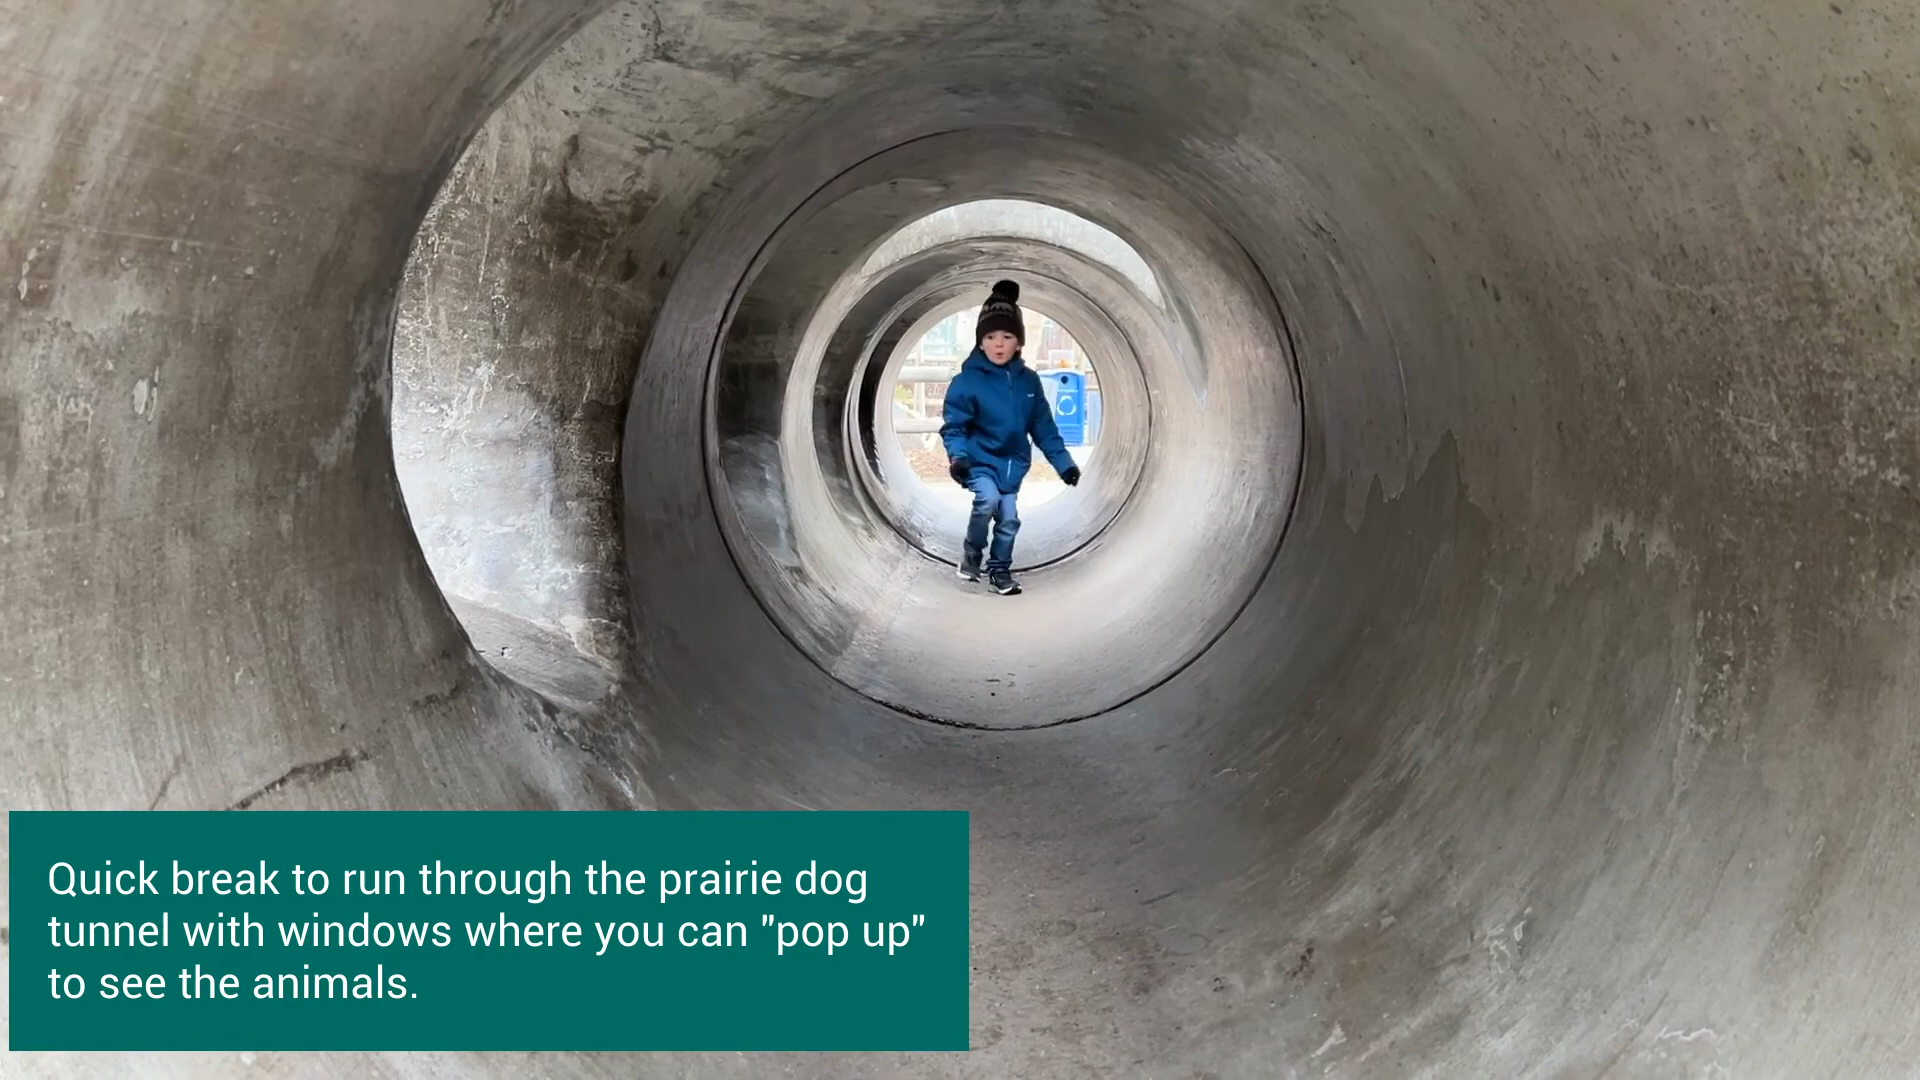 Quick break to run through the prairie dog
tunnel with windows where you can "pop up"
to see the animals.